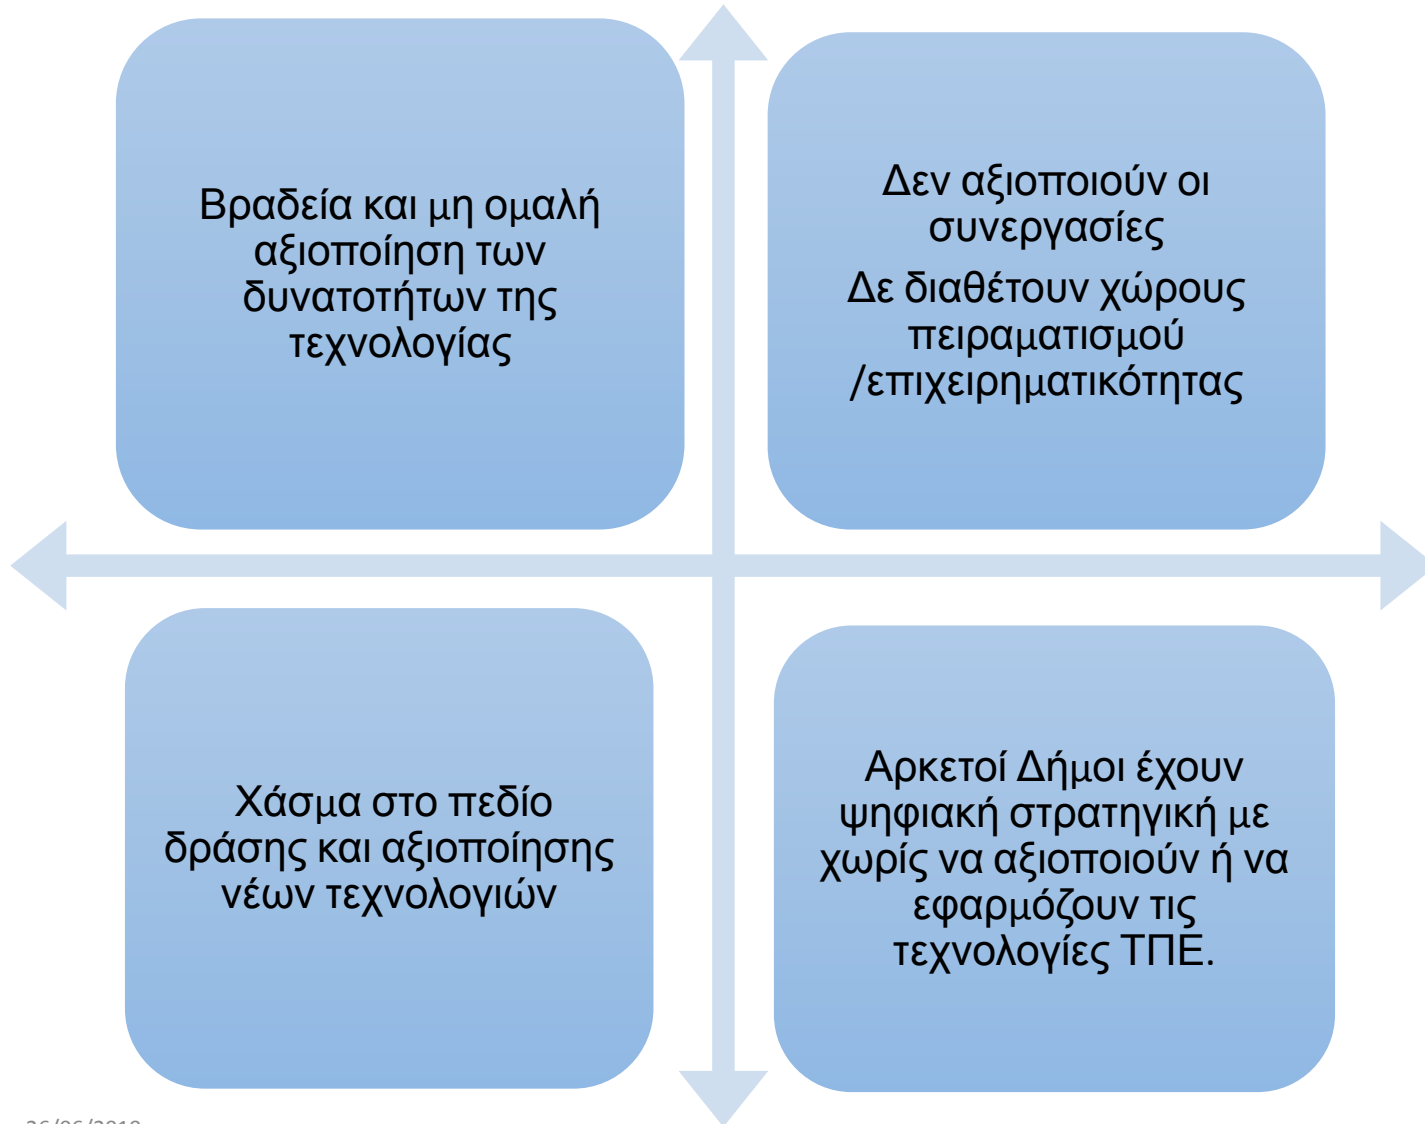 Βραδεία και μη ομαλή
αξιοποίηση των
δυνατοτήτων της
τεχνολογίας
Δεν αξιοποιούν οι
συνεργασίες
Δε διαθέτουν χώρους
πειραματισμού
/επιχειρηματικότητας
Χάσμα στο πεδίο
δράσης και αξιοποίησης
νέων τεχνολογιών
Αρκετοί Δήμοι έχουν
ψηφιακή στρατηγική με
χωρίς να αξιοποιούν ή να
εφαρμόζουν τις
τεχνολογίες ΤΠΕ.